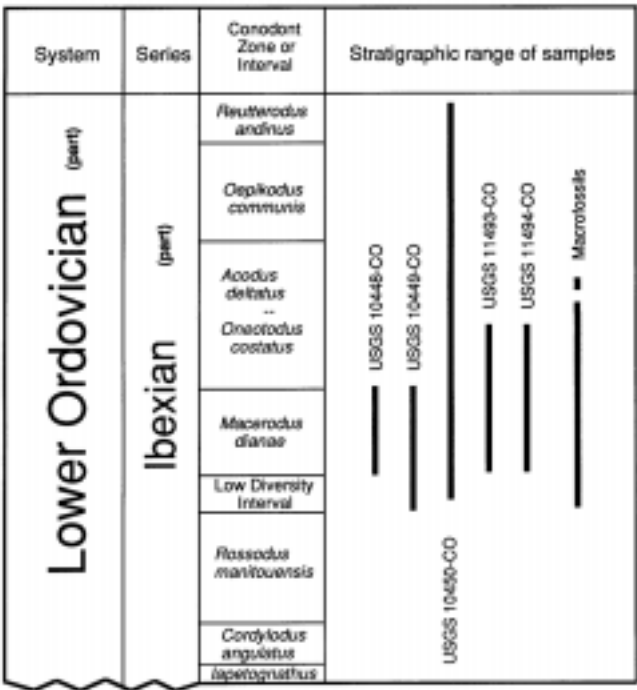 System
Series
Conodont
Zone or
Interval
Stratigraphic range of samples
Lower Ordovician (part)
Ibexian (part)
Reutterodus
andinus
Oepikodus
communis
Acodus
deltatus
--
Oneotodus
costatus
Macerodus
dianae
Low Diversity
Interval
Rossodus
manitouensis
Cordylodus
angulatus
Iapetognathus
USGS 10448-CO
USGS 10449-CO
USGS 10450-CO
USGS 11493-CO
USGS 11494-CO
Macrofossils